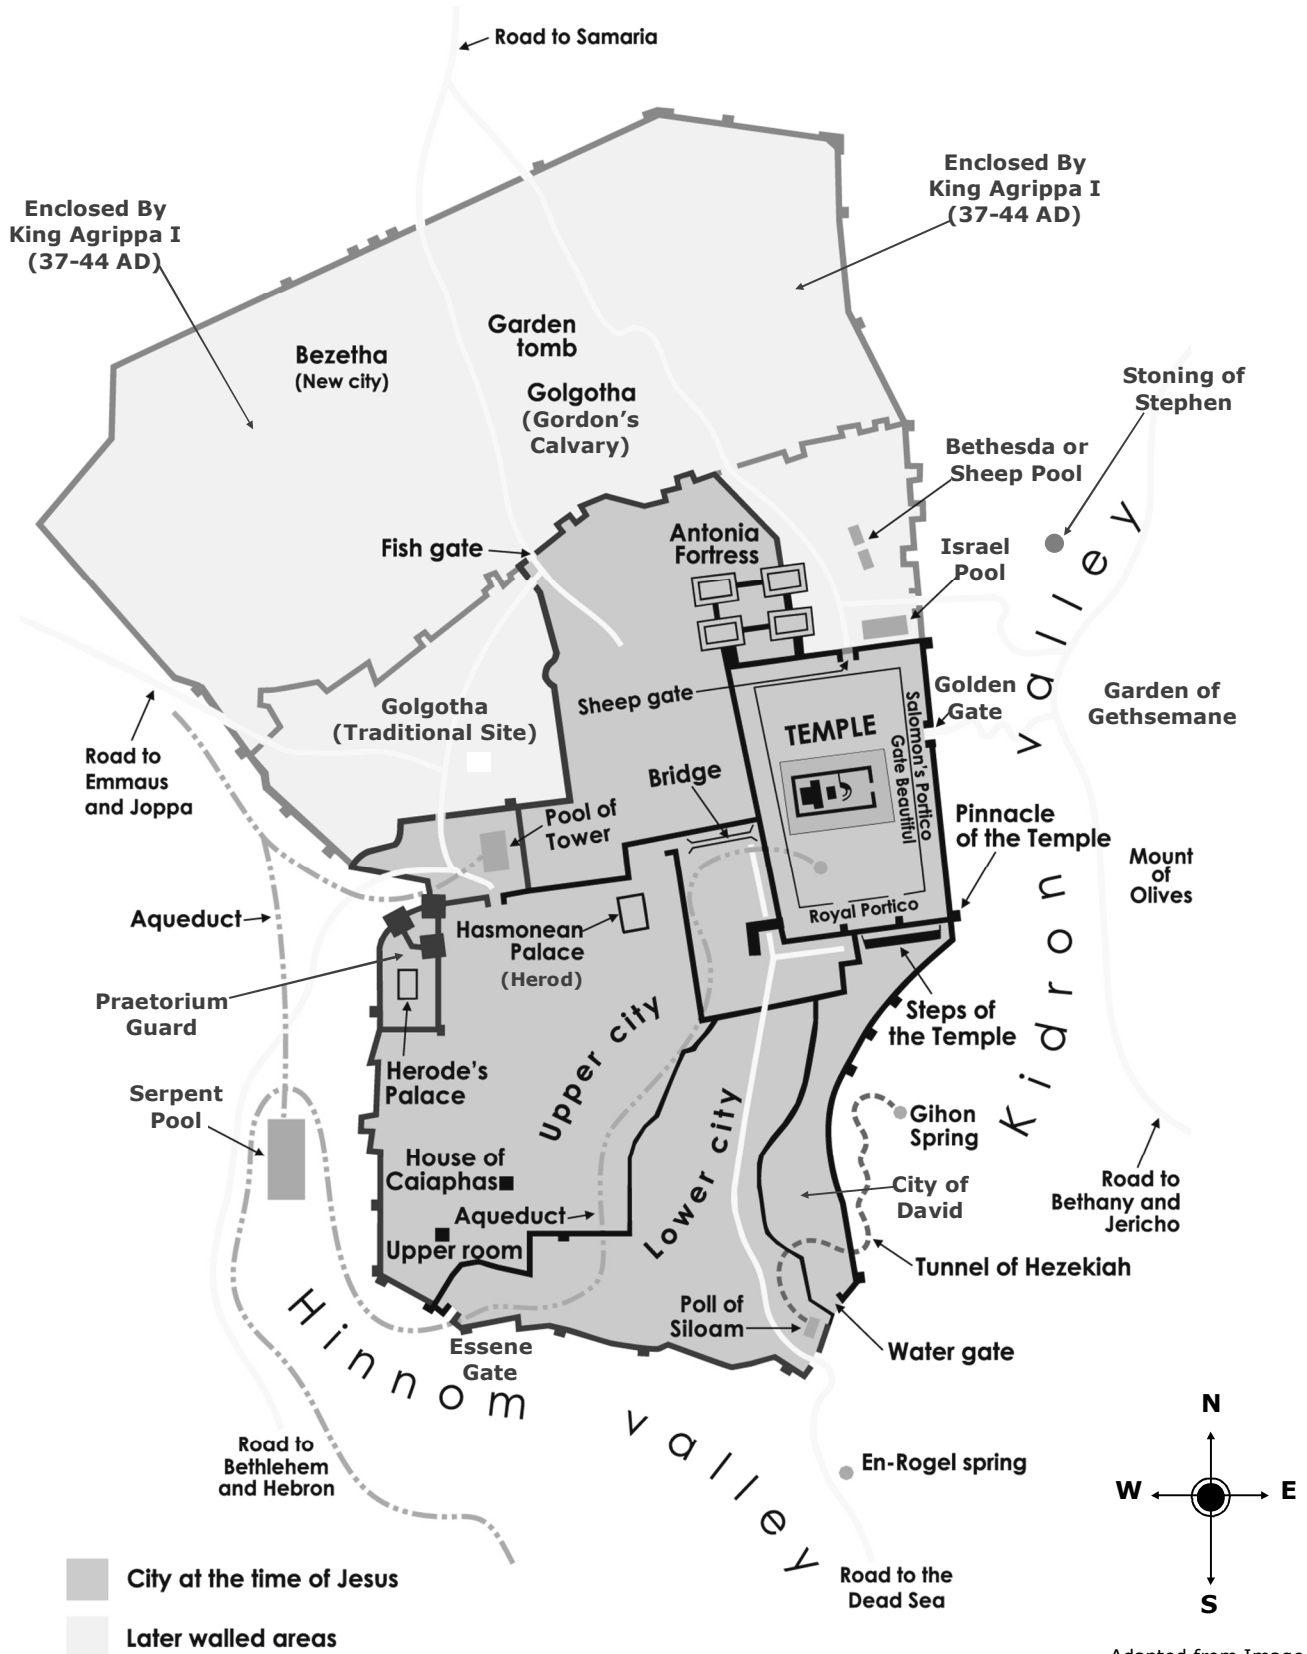 Road to Samaria
Enclosed By
King Agrippa I
(37-44 AD)
Enclosed By
King Agrippa I
(37-44 AD)
Garden
tomb
Bezetha
(New city)
Golgotha
(Gordon's
Calvary)
Stoning of
Stephen
Bethesda or
Sheep Pool
Antonia
Fortress
Fish gate
Israel
Pool
Sheep gate
Golden
Gate
Garden of
Gethsemane
Golgotha
(Traditional Site)
TEMPLE
Salomon's Portico
Gate Beautiful
Road to
Emmaus
and Joppa
Bridge
Pool of
Tower
Pinnacle
of the Temple
Mount
of
Olives
Kidron valley
Aqueduct
Royal Portico
Hasmonean
Palace
(Herod)
Praetorium
Guard
Steps of
the Temple
Upper city
Herode's
Palace
Serpent
Pool
Lower city
Gihon
Spring
House of
Caiaphas
City of
David
Road to
Bethany and
Jericho
Aqueduct
Upper room
Tunnel of Hezekiah
Poll of
Siloam
Water gate
Essene
Gate
Hinnom valley
Road to
Bethlehem
and Hebron
En-Rogel spring
Road to the
Dead Sea
N
W E
S
City at the time of Jesus
Later walled areas
Adapted from Image